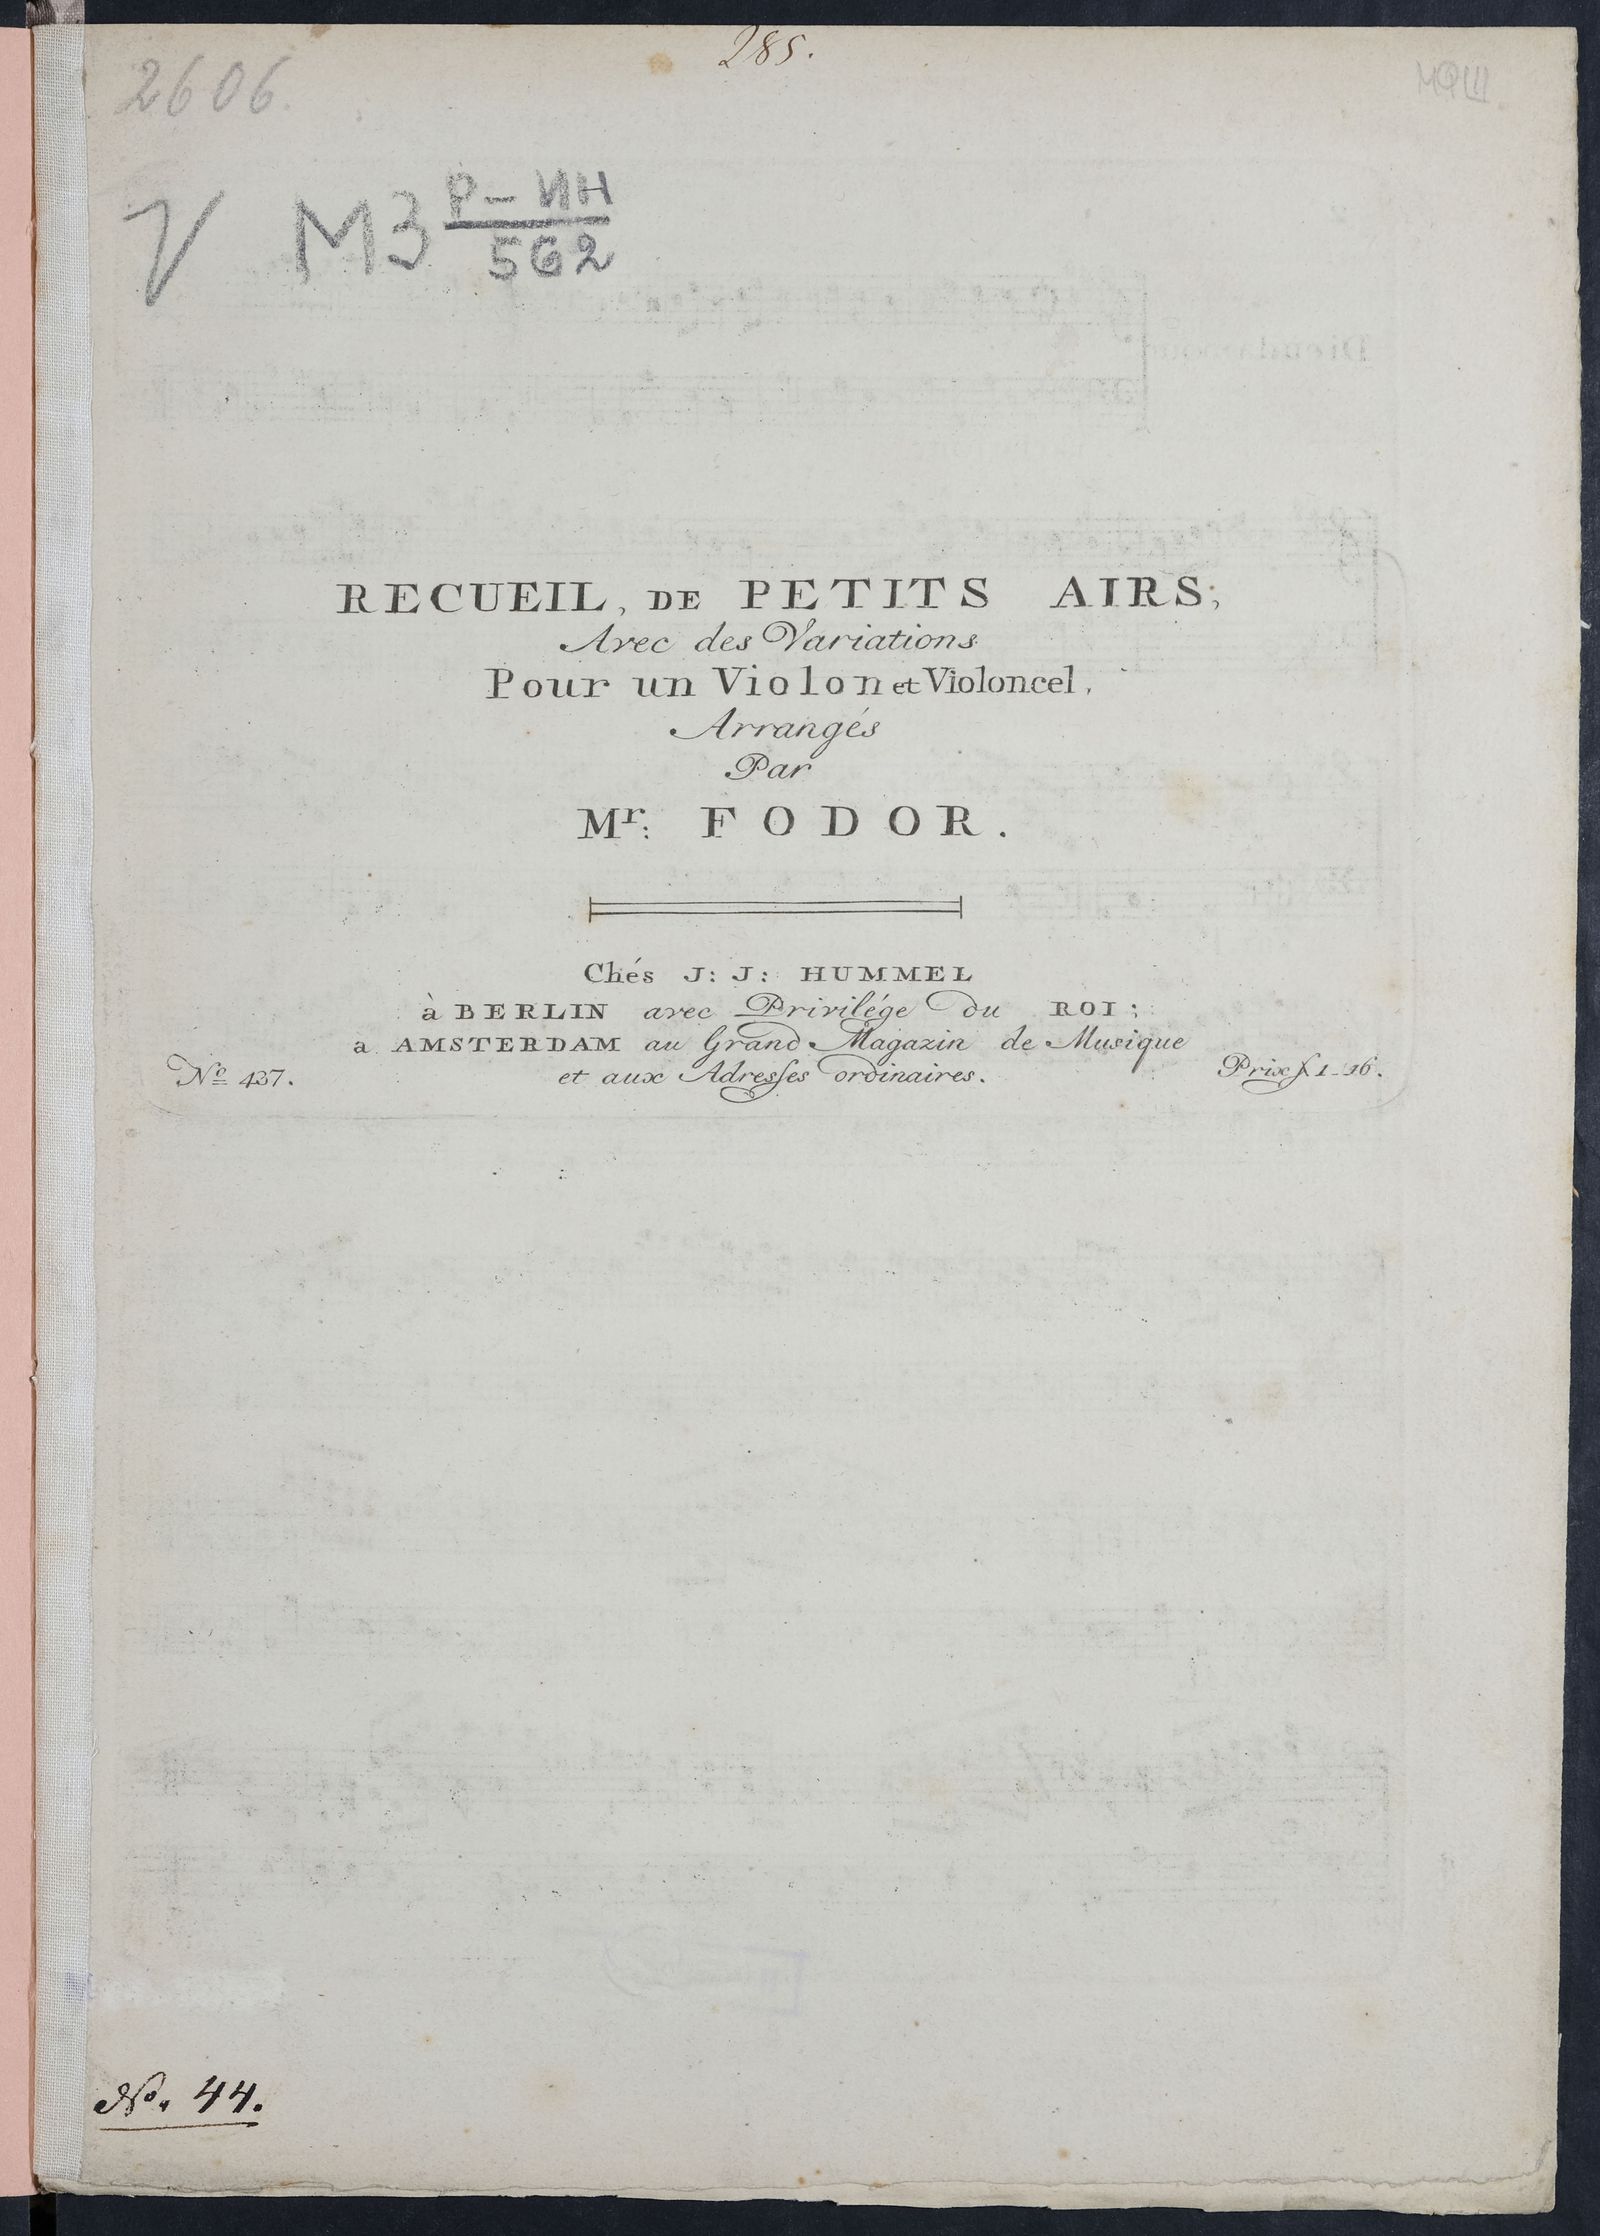 285.
2606.
МФШ
V МЗ Р-ИН
562
RECUEIL, DE PETITS AIRS,
Avec des Variations
Pour un Violon et Violoncel,
Arrangés
Par
Mr: FODOR.
Chés J: J: HUMMEL
à BERLIN avec Privilége du ROI;
a AMSTERDAM au Grand Magazin de Musique
No 437. et aux Adresses ordinaires. Prix f 1-16.
No. 44.